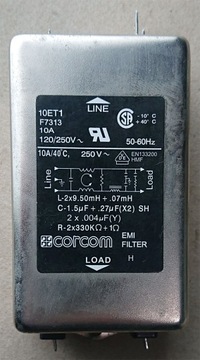 LINE
10ET1
F7313
10A
120/250V~
50-60Hz
-10°C
+40°C
10A/40°C,
250V~
EN133200
HMF
Line
C
Load
L-2x9.50mH + .07mH
C-1.5µF + .27µF(X2) SH
2 x .004µF(Y)
R-2x330KΩ+1Ω
corcom
EMI
FILTER
LOAD
H